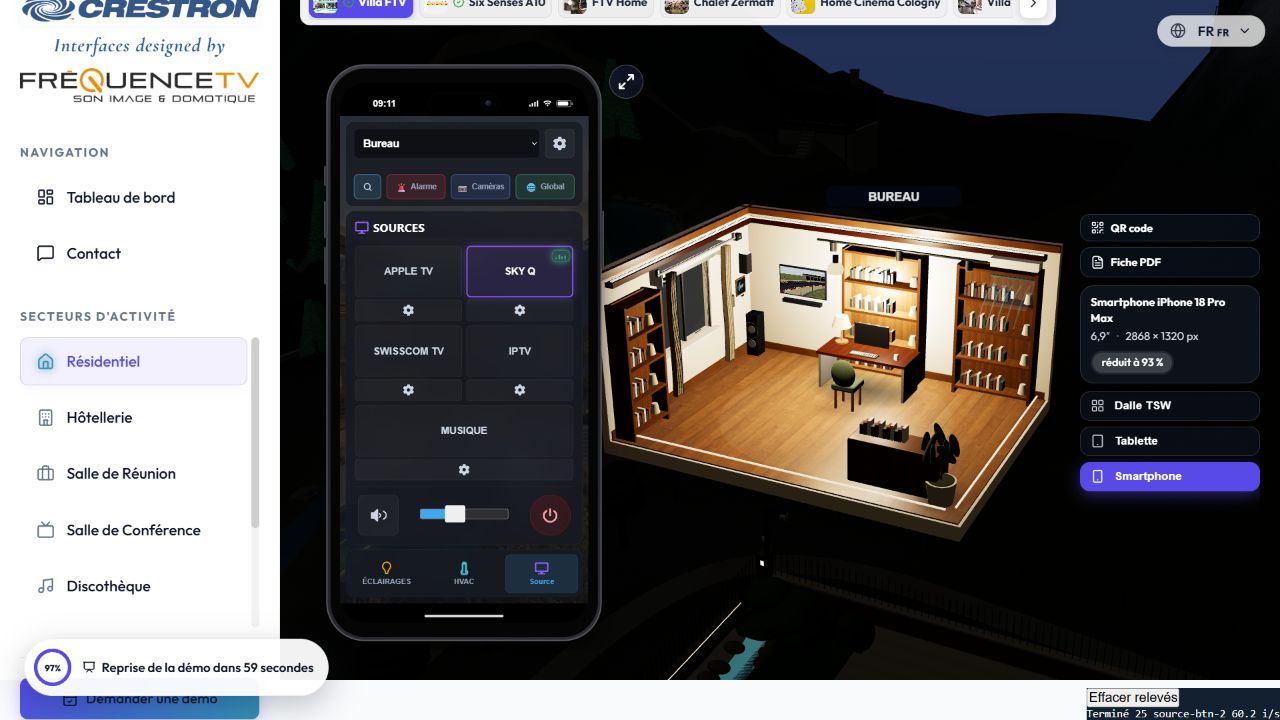 CRESTRON
Interfaces designed by
FRÉQUENCETV
SON IMAGE & DOMOTIQUE
NAVIGATION
Tableau de bord
Contact
SECTEURS D'ACTIVITÉ
Résidentiel
Hôtellerie
Salle de Réunion
Salle de Conférence
Discothèque
97%
Reprise de la démo dans 59 secondes
Demander une démo
Villa FTV
Six Senses A10
FTV Home
Chalet Zermatt
Home Cinéma Cologny
Villa
FR FR
09:11
Bureau
Alarme
Caméras
Global
SOURCES
APPLE TV
SKY Q
SWISSCOM TV
IPTV
MUSIQUE
ÉCLAIRAGES
HVAC
Source
BUREAU
QR code
Fiche PDF
Smartphone iPhone 18 Pro
Max
6,9" · 2868 × 1320 px
réduit à 93 %
Dalle TSW
Tablette
Smartphone
Effacer relevés
Terminé 25 source-btn-2 60.2 i/s